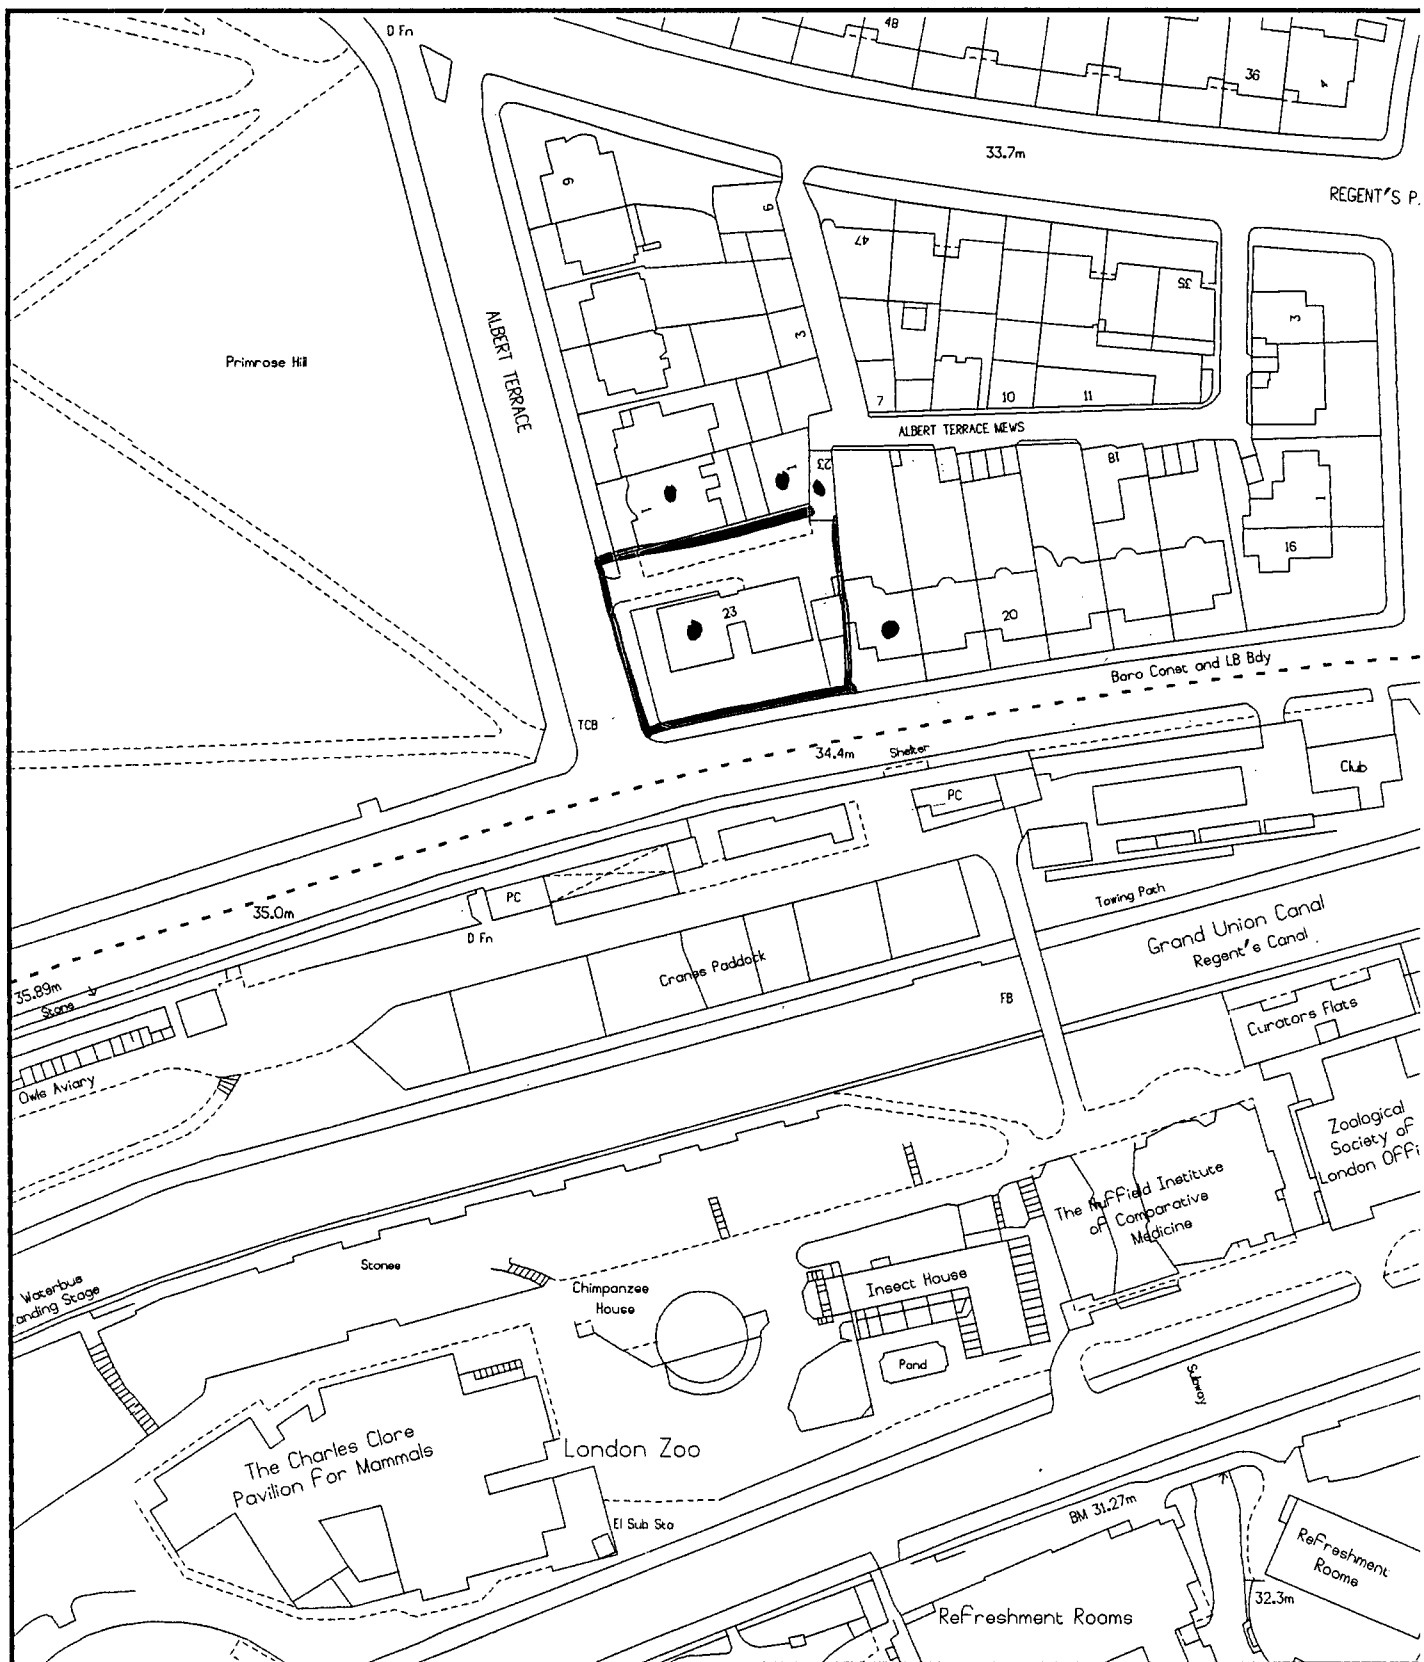 D Fn
48
36
4
33.7m
REGENT'S P
9
9
47
35
3
ALBERT TERRACE
3
Primrose Hill
7
10
11
ALBERT TERRACE MEWS
1
23
18
1
1
16
23
20
Boro Const and LB Bdy
TCB
34.4m
Shelter
Club
PC
PC
35.0m
D Fn
Towing Path
Grand Union Canal
Regent's Canal
Cranes Paddock
35.89m
Stone
FB
Curators Flats
Owls Aviary
Zoological
Society of
London Offi
The Nuffield Institute
of Comparative
Medicine
Waterbus
anding Stage
Stones
Chimpanzee
House
Insect House
Pond
Subway
The Charles Clore
Pavilion For Mammals
London Zoo
El Sub Sta
BM 31.27m
Refreshment
Rooms
32.3m
Refreshment Rooms